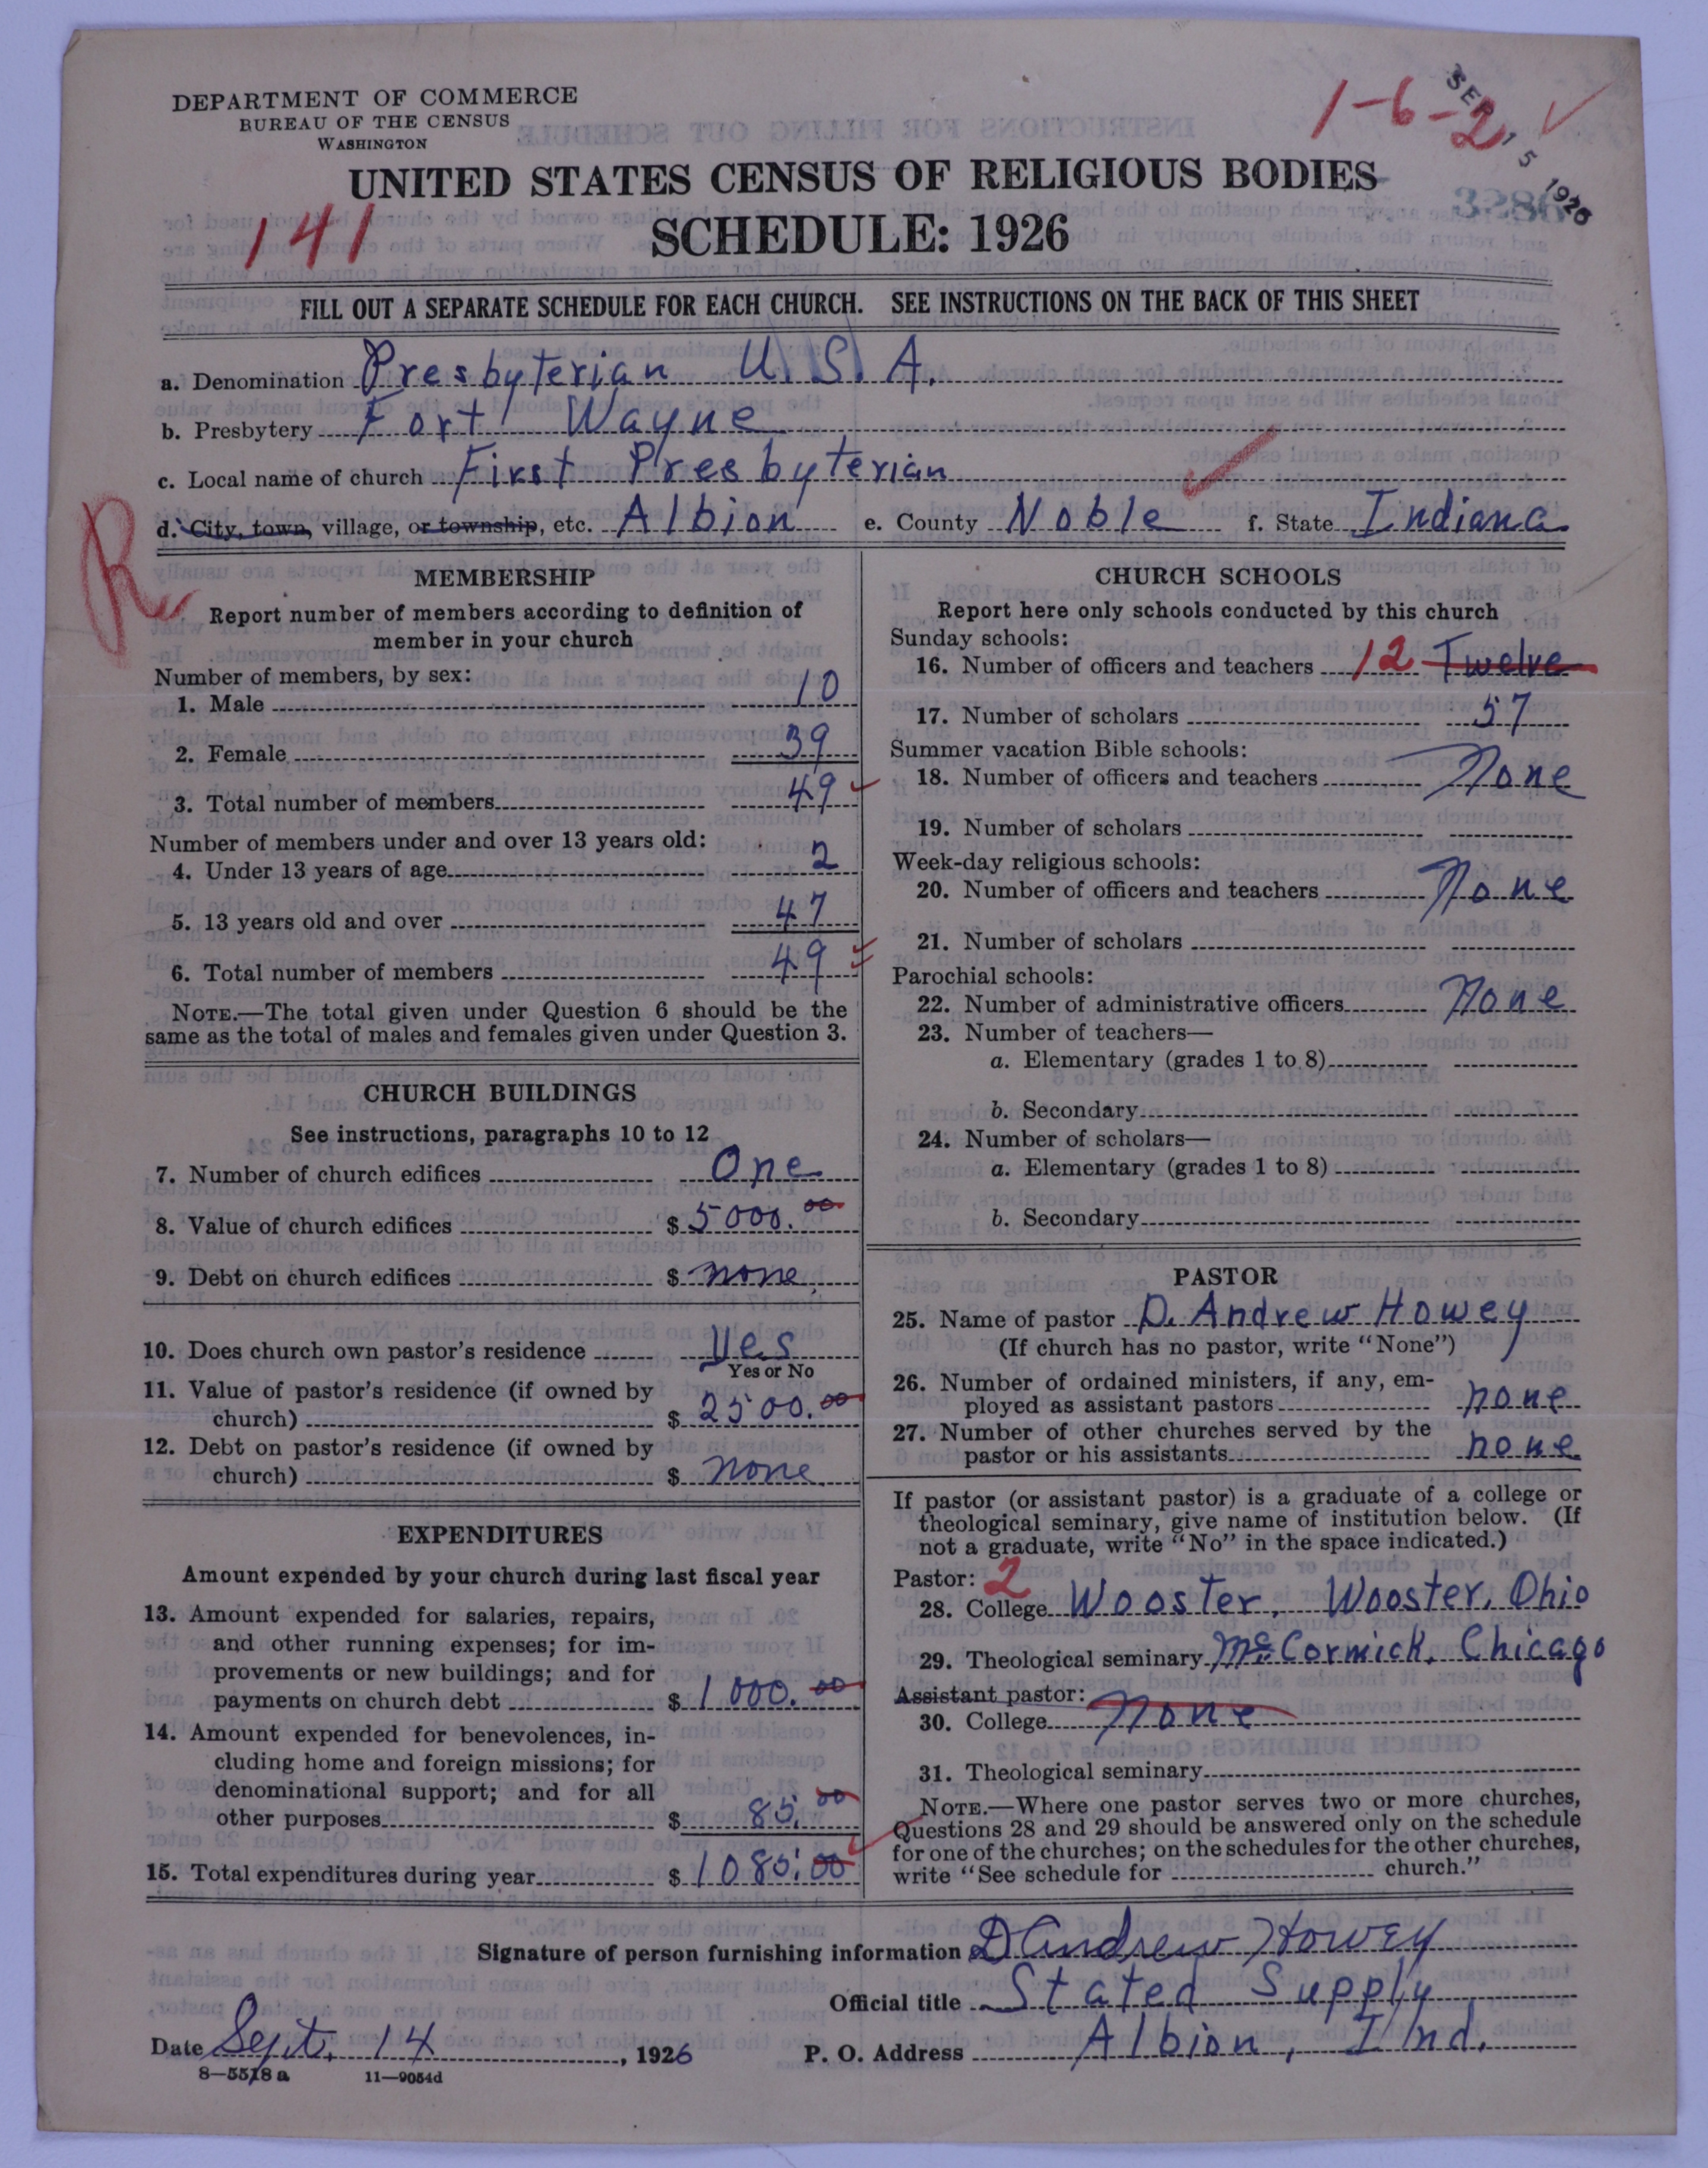 DEPARTMENT OF COMMERCE
BUREAU OF THE CENSUS
WASHINGTON
1-6-2
SEP 15 1926
3286
UNITED STATES CENSUS OF RELIGIOUS BODIES
141
SCHEDULE: 1926
FILL OUT A SEPARATE SCHEDULE FOR EACH CHURCH. SEE INSTRUCTIONS ON THE BACK OF THIS SHEET
a. Denomination Presbyterian U. S. A.
b. Presbytery Fort Wayne
c. Local name of church First Presbyterian
d. City, town, village, or township, etc. Albion e. County Noble f. State Indiana
R
MEMBERSHIP
Report number of members according to definition of
member in your church
Number of members, by sex:
1. Male 10
2. Female 39
3. Total number of members 49
Number of members under and over 13 years old:
4. Under 13 years of age 2
5. 13 years old and over 47
6. Total number of members 49
NOTE.—The total given under Question 6 should be the
same as the total of males and females given under Question 3.
CHURCH BUILDINGS
See instructions, paragraphs 10 to 12
7. Number of church edifices One
8. Value of church edifices $ 5000.00
9. Debt on church edifices $ none
10. Does church own pastor's residence Yes
Yes or No
11. Value of pastor's residence (if owned by
church) $ 2500.00
12. Debt on pastor's residence (if owned by
church) $ none
EXPENDITURES
Amount expended by your church during last fiscal year
13. Amount expended for salaries, repairs,
and other running expenses; for im-
provements or new buildings; and for
payments on church debt $ 1000.00
14. Amount expended for benevolences, in-
cluding home and foreign missions; for
denominational support; and for all
other purposes $ 85.00
15. Total expenditures during year $ 1085.00
CHURCH SCHOOLS
Report here only schools conducted by this church
Sunday schools:
16. Number of officers and teachers 12 Twelve
17. Number of scholars 57
Summer vacation Bible schools:
18. Number of officers and teachers None
19. Number of scholars
Week-day religious schools:
20. Number of officers and teachers None
21. Number of scholars
Parochial schools:
22. Number of administrative officers None
23. Number of teachers—
a. Elementary (grades 1 to 8)
b. Secondary
24. Number of scholars—
a. Elementary (grades 1 to 8)
b. Secondary
PASTOR
25. Name of pastor D. Andrew Howey
(If church has no pastor, write "None")
26. Number of ordained ministers, if any, em-
ployed as assistant pastors none
27. Number of other churches served by the
pastor or his assistants none
If pastor (or assistant pastor) is a graduate of a college or
theological seminary, give name of institution below. (If
not a graduate, write "No" in the space indicated.)
Pastor: 2
28. College Wooster, Wooster, Ohio
29. Theological seminary McCormick, Chicago
Assistant pastor:
30. College None
31. Theological seminary
NOTE.—Where one pastor serves two or more churches,
Questions 28 and 29 should be answered only on the schedule
for one of the churches; on the schedules for the other churches,
write "See schedule for church."
Signature of person furnishing information D Andrew Howey
Official title Stated Supply
Date Sept. 14, 1926 P. O. Address Albion, Ind.
8-5518 a 11-9054d